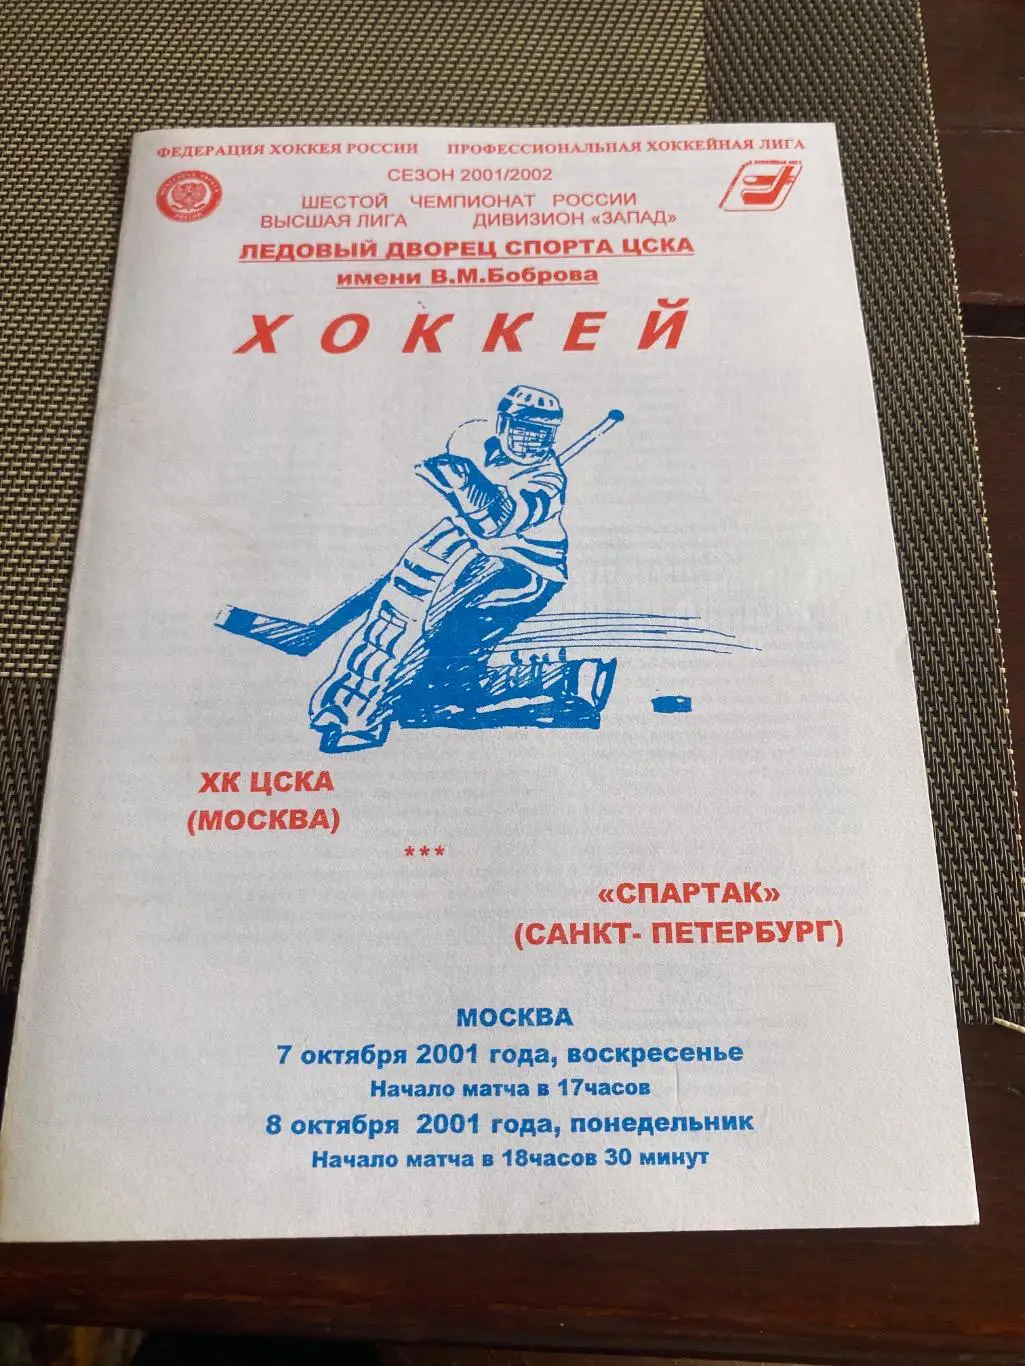 ФЕДЕРАЦИЯ ХОККЕЯ РОССИИ ПРОФЕССИОНАЛЬНАЯ ХОККЕЙНАЯ ЛИГА
СЕЗОН 2001/2002
ШЕСТОЙ ЧЕМПИОНАТ РОССИИ
ВЫСШАЯ ЛИГА ДИВИЗИОН «ЗАПАД»
ЛЕДОВЫЙ ДВОРЕЦ СПОРТА ЦСКА
имени В.М.Боброва
ХОККЕЙ
ХК ЦСКА
(МОСКВА)
***
«СПАРТАК»
(САНКТ- ПЕТЕРБУРГ)
МОСКВА
7 октября 2001 года, воскресенье
Начало матча в 17часов
8 октября 2001 года, понедельник
Начало матча в 18часов 30 минут